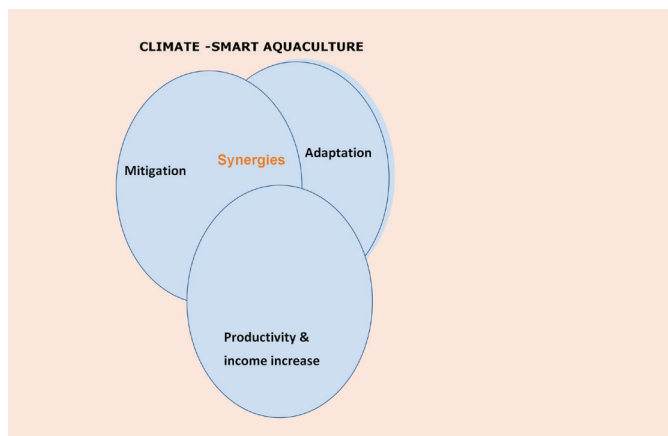 CLIMATE -SMART AQUACULTURE
Synergies
Adaptation
Mitigation
Productivity &
income increase